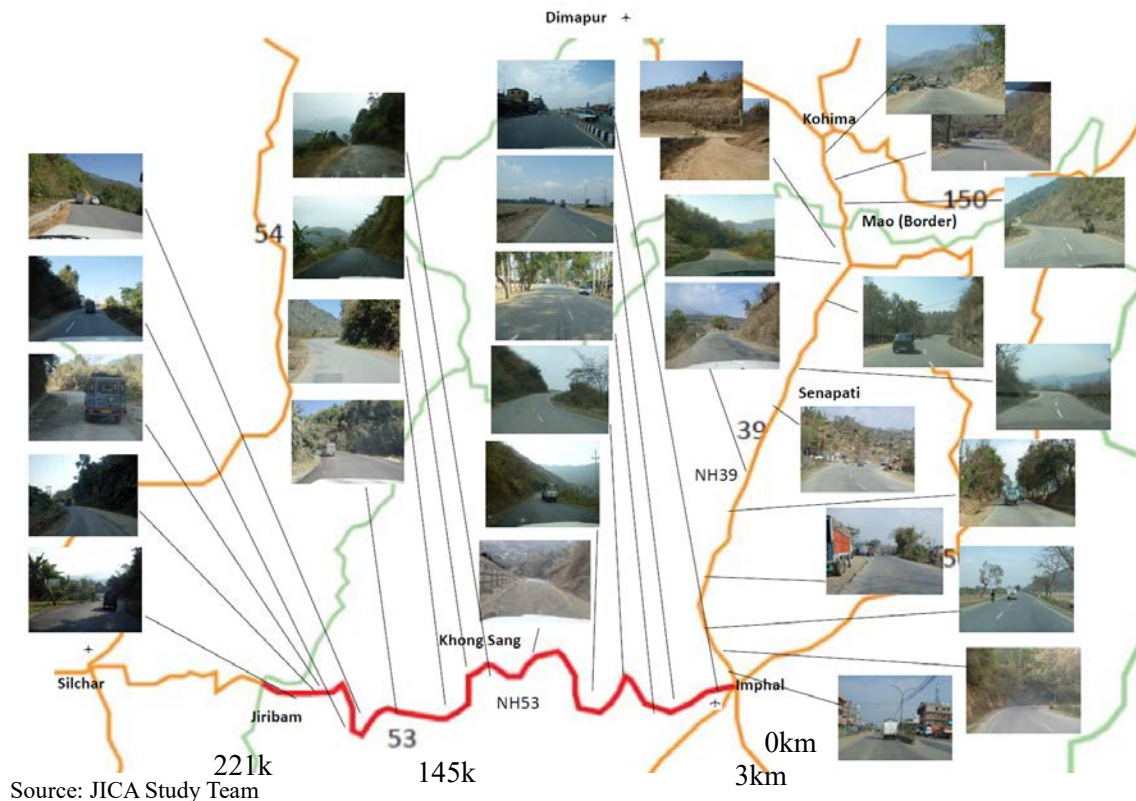 Dimapur
Kohima
150
Mao (Border)
54
Senapati
39
NH39
5
Khong Sang
Silchar
Imphal
Jiribam
NH53
53
0km
221k
145k
3km
Source: JICA Study Team